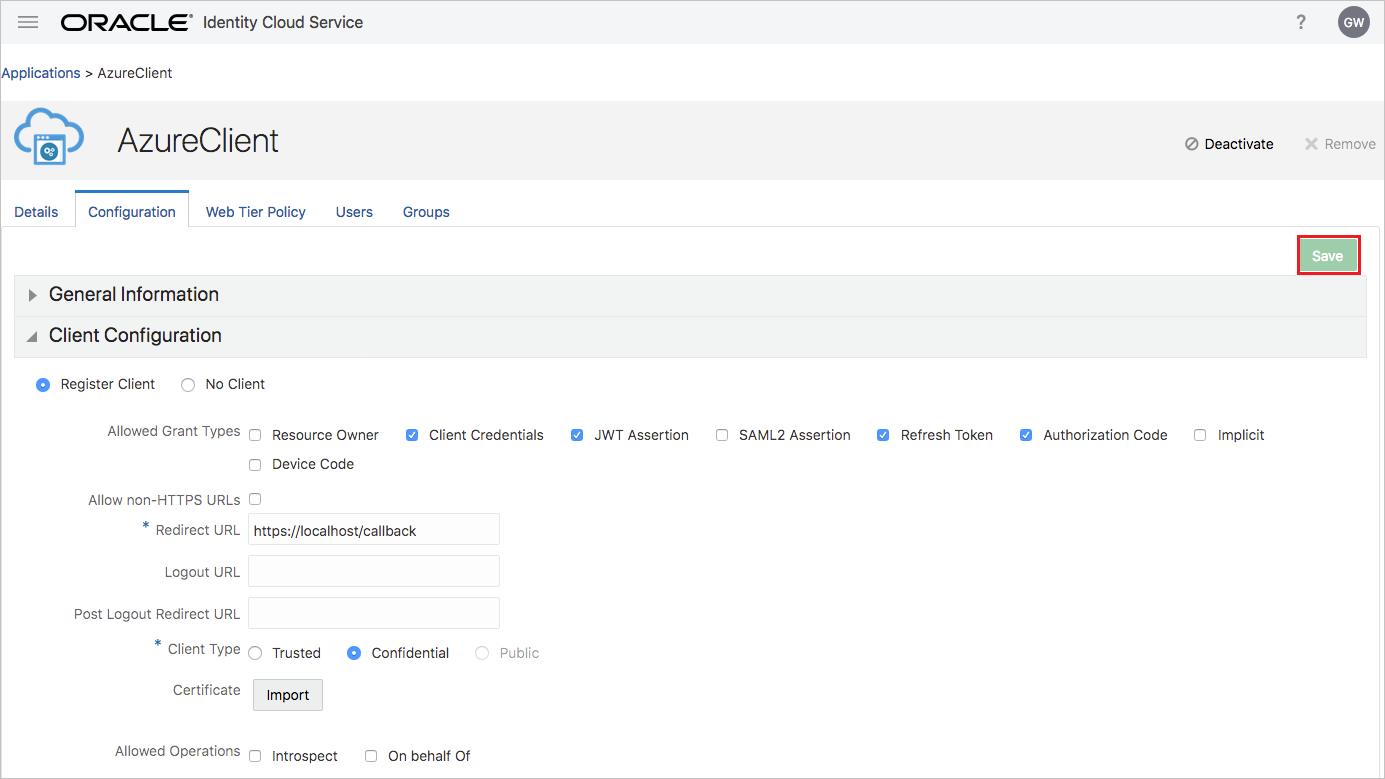 ORACLE® Identity Cloud Service ? GW
Applications > AzureClient
AzureClient
Deactivate Remove
Details Configuration Web Tier Policy Users Groups
Save
General Information
Client Configuration
Register Client No Client
Allowed Grant Types Resource Owner Client Credentials JWT Assertion SAML2 Assertion Refresh Token Authorization Code Implicit
Device Code
Allow non-HTTPS URLs
* Redirect URL https://localhost/callback
Logout URL
Post Logout Redirect URL
* Client Type Trusted Confidential Public
Certificate Import
Allowed Operations Introspect On behalf Of